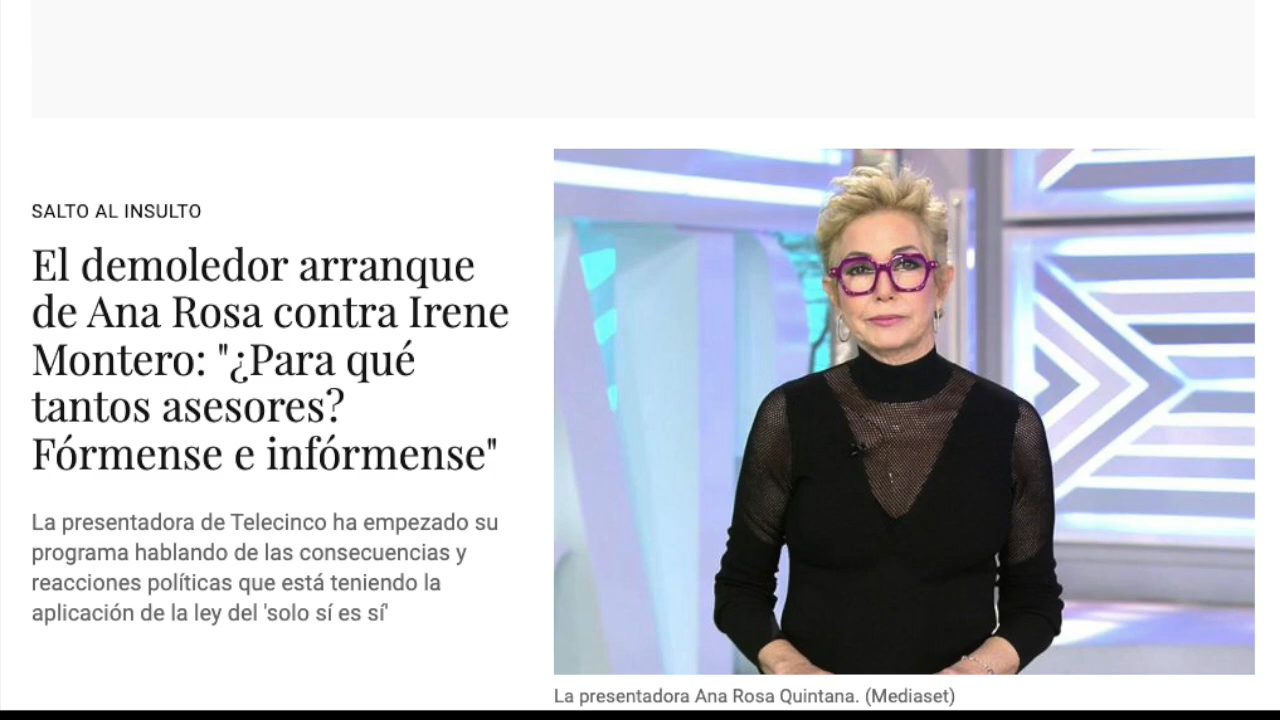 SALTO AL INSULTO
El demoledor arranque
de Ana Rosa contra Irene
Montero: "¿Para qué
tantos asesores?
Fórmense e infórmense"
La presentadora de Telecinco ha empezado su
programa hablando de las consecuencias y
reacciones políticas que está teniendo la
aplicación de la ley del 'solo sí es sí'
La presentadora Ana Rosa Quintana. (Mediaset)